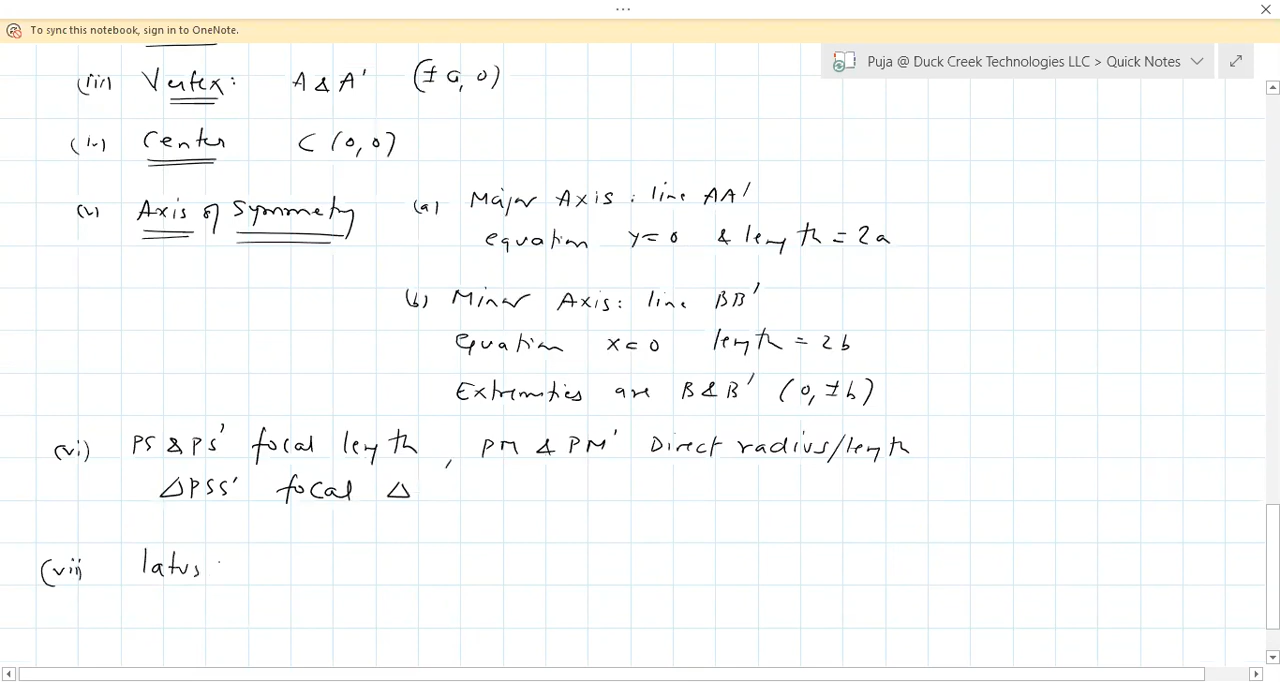 ...
To sync this notebook, sign in to OneNote.
Puja @ Duck Creek Technologies LLC > Quick Notes
(iii) Vertex: A & A' (± a, 0)
(iv) Center C (0, 0)
(v) Axis of Symmetry (a) Major Axis: line AA'
equation y=0 & length = 2a
(b) Minor Axis: line BB'
Equation x=0 length = 2b
Extremities are B & B' (0, ±b)
(vi) PS & PS' focal length, PM & PM' Direct radius/length
△PSS' focal △
(vii) latus